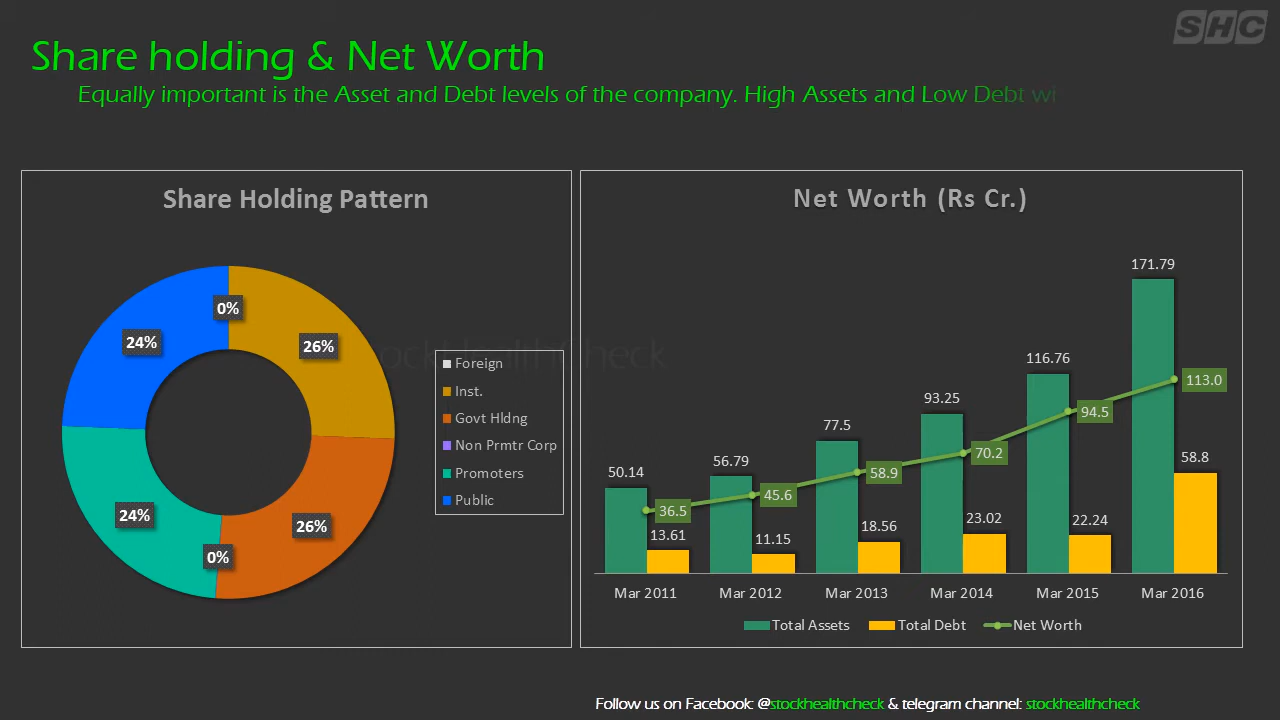 SHC
Share holding & Net Worth
Equally important is the Asset and Debt levels of the company. High Assets and Low Debt wi
Share Holding Pattern
0%
24%
26%
24%
26%
0%
Foreign
Inst.
Govt Hldng
Non Prmtr Corp
Promoters
Public
StockHealthCheck
Net Worth (Rs Cr.)
171.79
116.76
113.0
93.25
94.5
77.5
70.2
50.14
56.79
58.9
58.8
36.5
45.6
13.61
11.15
18.56
23.02
22.24
Mar 2011 Mar 2012 Mar 2013 Mar 2014 Mar 2015 Mar 2016
Total Assets Total Debt Net Worth
Follow us on Facebook: @stockhealthcheck & telegram channel: stockhealthcheck